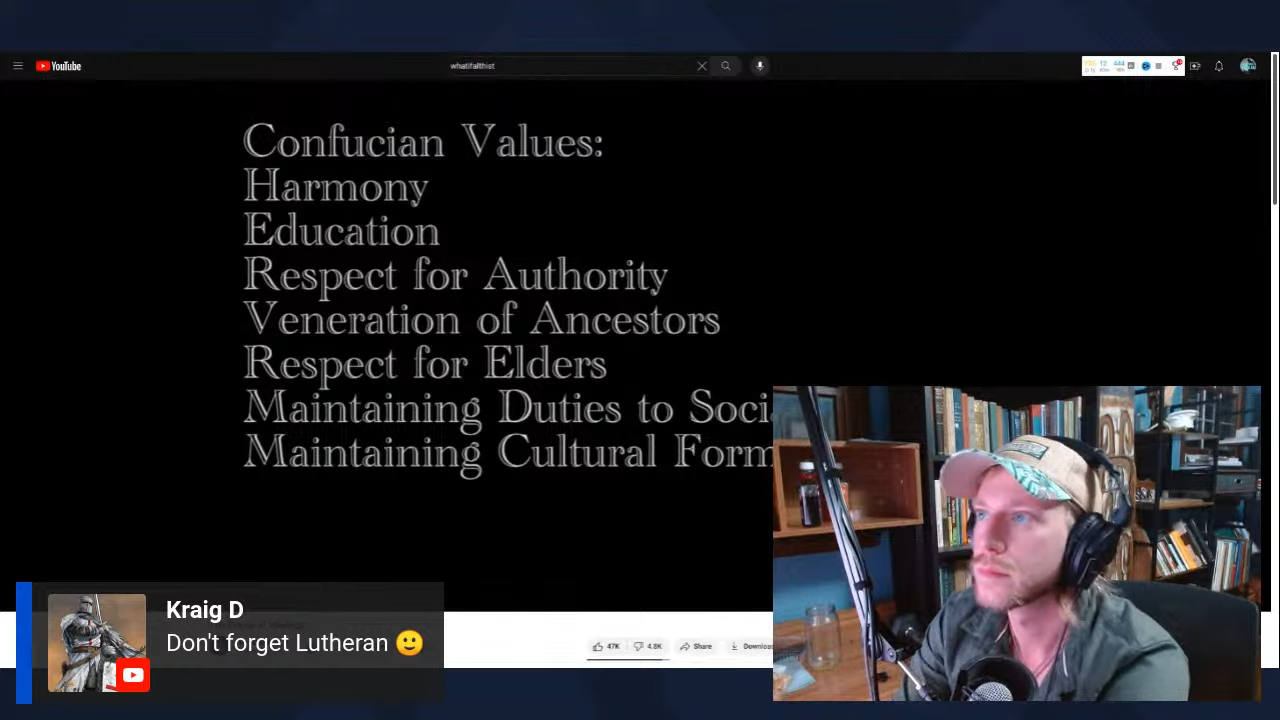 YouTube
whatifalthist
Confucian Values:
Harmony
Education
Respect for Authority
Veneration of Ancestors
Respect for Elders
Maintaining Duties to Soci
Maintaining Cultural Form
Kraig D
Don't forget Lutheran 🙂
47K
4.8K
Share
Downloa